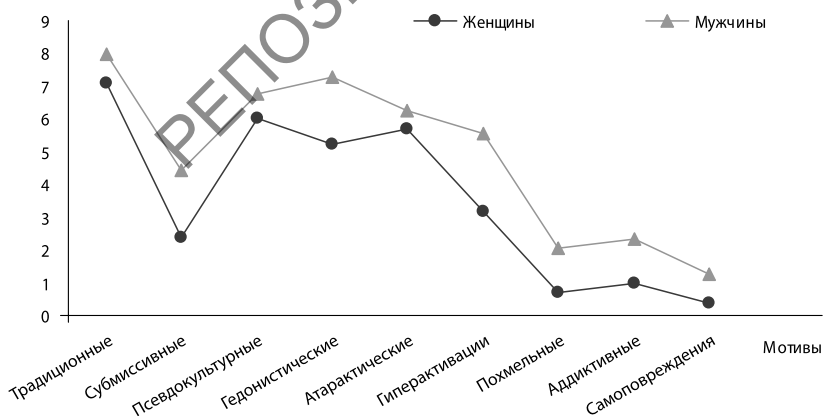 РЕПОЗ
Женщины
Мужчины
9
8
7
6
5
4
3
2
1
0
Традиционные
Субмиссивные
Псевдокультурные
Гедонистические
Атарактические
Гиперактивации
Похмельные
Аддиктивные
Самоповреждения
Мотивы